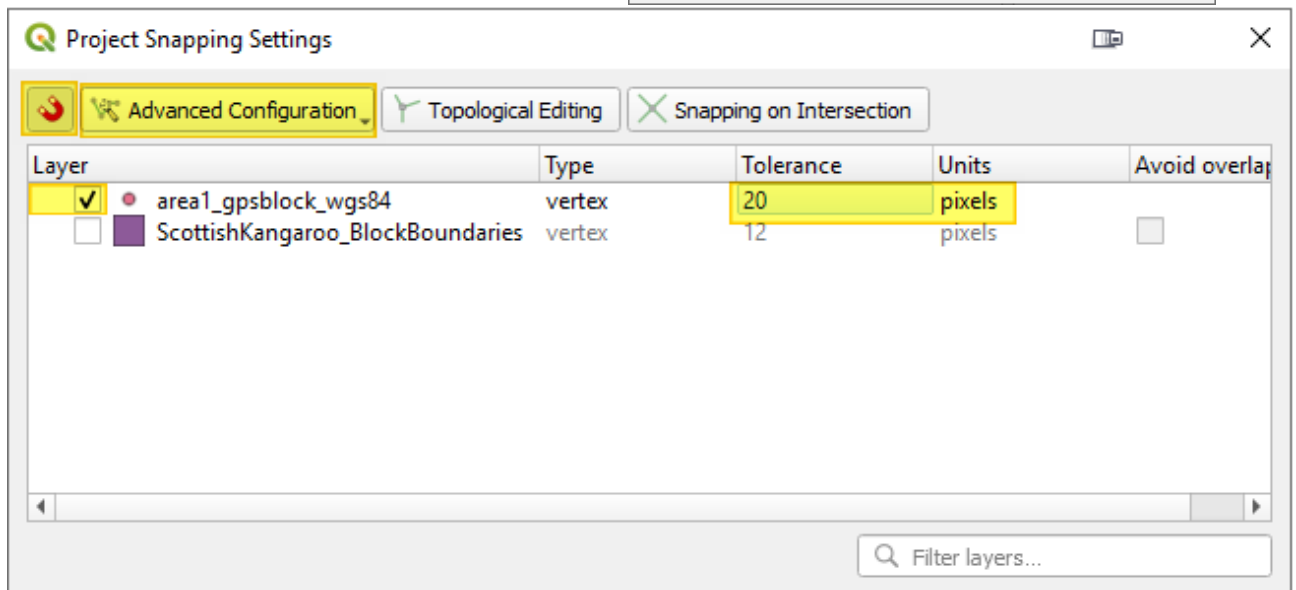 Project Snapping Settings
Advanced Configuration Topological Editing Snapping on Intersection
Layer Type Tolerance Units Avoid overlap
area1_gpsblock_wgs84 vertex 20 pixels
ScottishKangaroo_BlockBoundaries vertex 12 pixels
Filter layers...